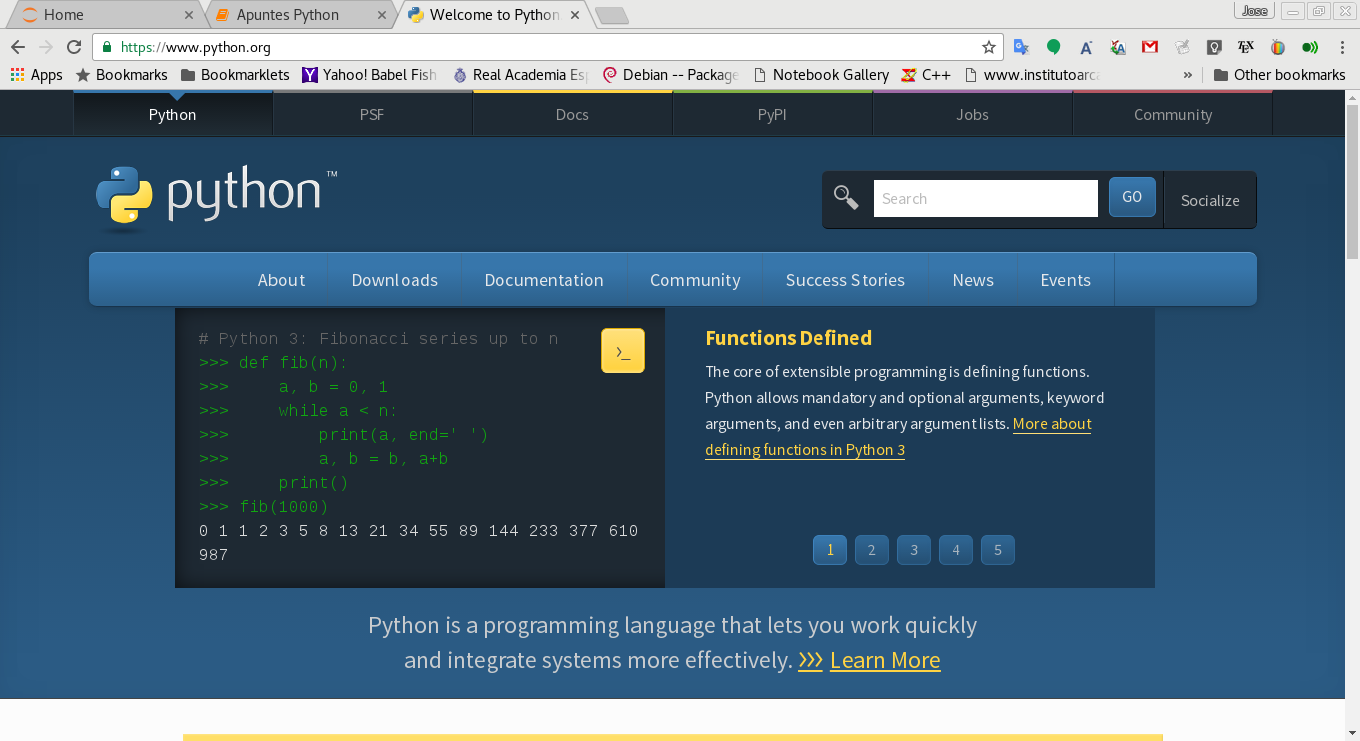 Home
Apuntes Python
Welcome to Python
Jose
https://www.python.org
Apps
Bookmarks
Bookmarklets
Yahoo! Babel Fish
Real Academia Esp
Debian -- Package
Notebook Gallery
C++
www.institutoarca
»
Other bookmarks
Python
PSF
Docs
PyPI
Jobs
Community
python™
Search
GO
Socialize
About
Downloads
Documentation
Community
Success Stories
News
Events
# Python 3: Fibonacci series up to n
>>> def fib(n):
>>>     a, b = 0, 1
>>>     while a < n:
>>>         print(a, end=' ')
>>>         a, b = b, a+b
>>>     print()
>>> fib(1000)
0 1 1 2 3 5 8 13 21 34 55 89 144 233 377 610
987
>_
Functions Defined
The core of extensible programming is defining functions.
Python allows mandatory and optional arguments, keyword
arguments, and even arbitrary argument lists. More about
defining functions in Python 3
1 2 3 4 5
Python is a programming language that lets you work quickly
and integrate systems more effectively. >>> Learn More